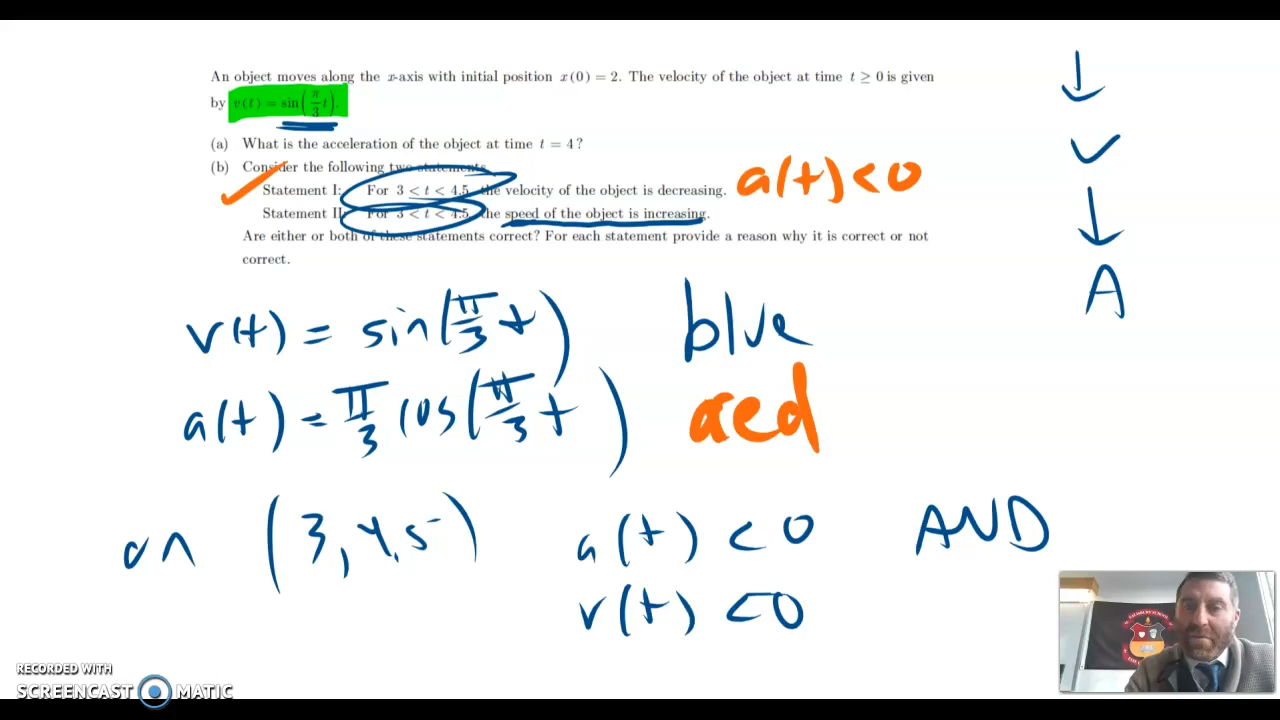 An object moves along the x-axis with initial position x(0) = 2. The velocity of the object at time t ≥ 0 is given
by v(t) = sin(π/3 t).
(a) What is the acceleration of the object at time t = 4?
(b) Consider the following two statements.
Statement I: For 3 < t < 4.5, the velocity of the object is decreasing. a(t) < 0
Statement II: For 3 < t < 4.5, the speed of the object is increasing.
Are either or both of these statements correct? For each statement provide a reason why it is correct or not
correct.
↓
V
↓
A
v(t) = sin(π/3 t) blue
a(t) = π/3 cos(π/3 t) red
on (3, 4.5) a(t) < 0 AND
v(t) < 0
RECORDED WITH
SCREENCAST MATIC